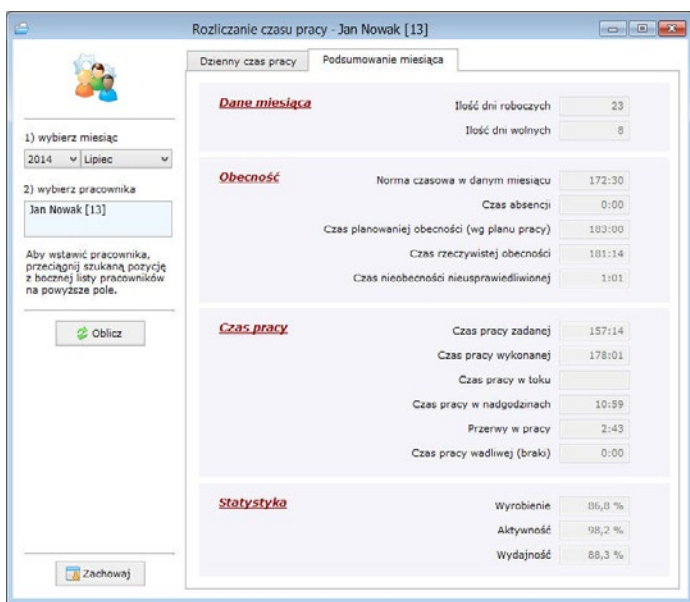 Rozliczanie czasu pracy - Jan Nowak [13]
Dzienny czas pracy
Podsumowanie miesiąca
1) wybierz miesiąc
2014 Lipiec
2) wybierz pracownika
Jan Nowak [13]
Aby wstawić pracownika,
przeciągnij szukaną pozycję
z bocznej listy pracowników
na powyższe pole.
Oblicz
Zachowaj
Dane miesiąca
Ilość dni roboczych 23
Ilość dni wolnych 8
Obecność
Norma czasowa w danym miesiącu 172:30
Czas absencji 0:00
Czas planowaniej obecności (wg planu pracy) 183:00
Czas rzeczywistej obecności 181:14
Czas nieobecności nieusprawiedliwionej 1:01
Czas pracy
Czas pracy zadanej 157:14
Czas pracy wykonanej 178:01
Czas pracy w toku
Czas pracy w nadgodzinach 10:59
Przerwy w pracy 2:43
Czas pracy wadliwej (braki) 0:00
Statystyka
Wyrobienie 86,8 %
Aktywność 98,2 %
Wydajność 88,3 %